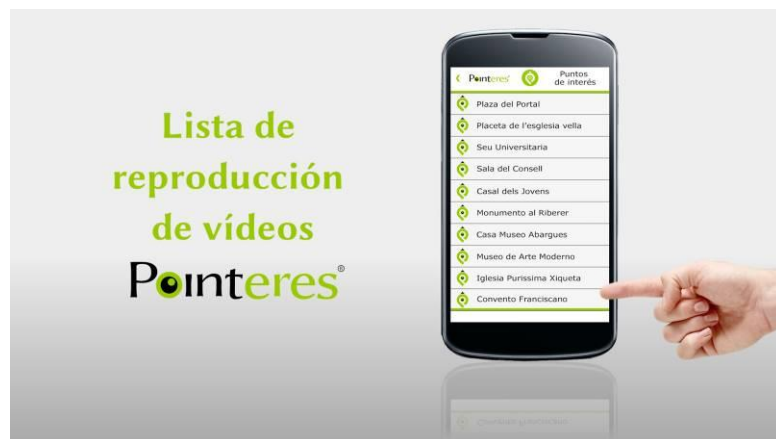 Lista de
reproducción
de vídeos
Pointeres®
Pointeres®
Puntos
de interés
Plaza del Portal
Placeta de l'esglesia vella
Seu Universitaria
Sala del Consell
Casal dels Jovens
Monumento al Riberer
Casa Museo Abargues
Museo de Arte Moderno
Iglesia Purissima Xiqueta
Convento Franciscano